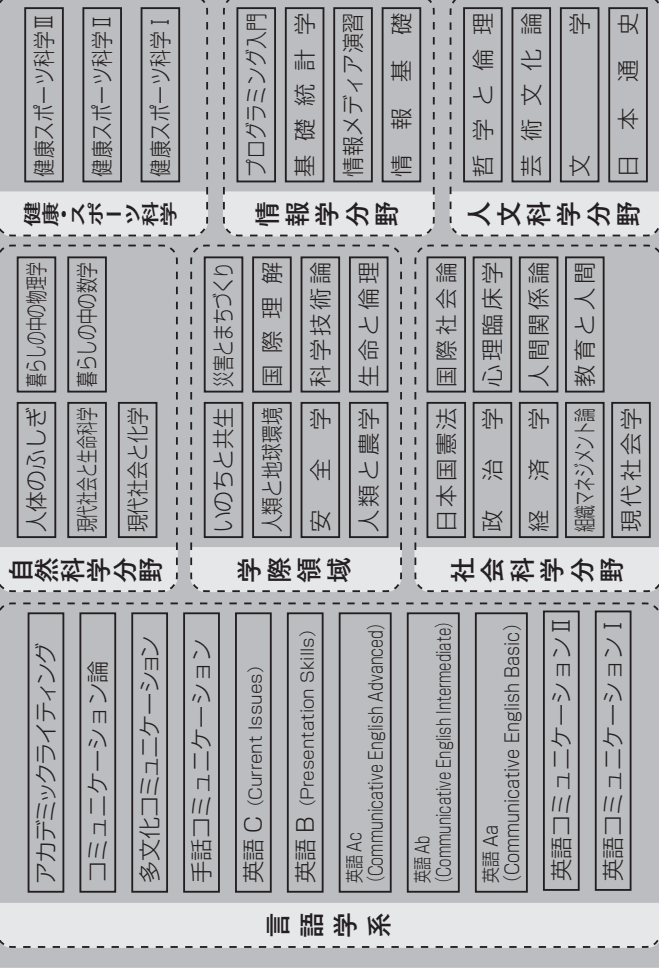 健康・スポーツ科学
健康スポーツ科学Ⅲ
健康スポーツ科学Ⅱ
健康スポーツ科学Ⅰ
情報学分野
プログラミング入門
基礎統計学
情報メディア演習
情報基礎
人文科学分野
哲学と倫理
芸術文化論
文学
日本通史
自然科学分野
人体のふしぎ
現代社会と生命科学
現代社会と化学
暮らしの中の物理学
暮らしの中の数学
学際領域
いのちと共生
人類と地球環境
安全学
人類と農学
災害とまちづくり
国際理解
科学技術論
生命と倫理
社会科学分野
日本国憲法
政治学
経済学
組織マネジメント論
現代社会学
国際社会論
心理臨床学
人間関係論
教育と人間
言語学系
アカデミックライティング
コミュニケーション論
多文化コミュニケーション
手話コミュニケーション
英語 C (Current Issues)
英語 B (Presentation Skills)
英語 Ac
(Communicative English Advanced)
英語 Ab
(Communicative English Intermediate)
英語 Aa
(Communicative English Basic)
英語コミュニケーションⅡ
英語コミュニケーションⅠ